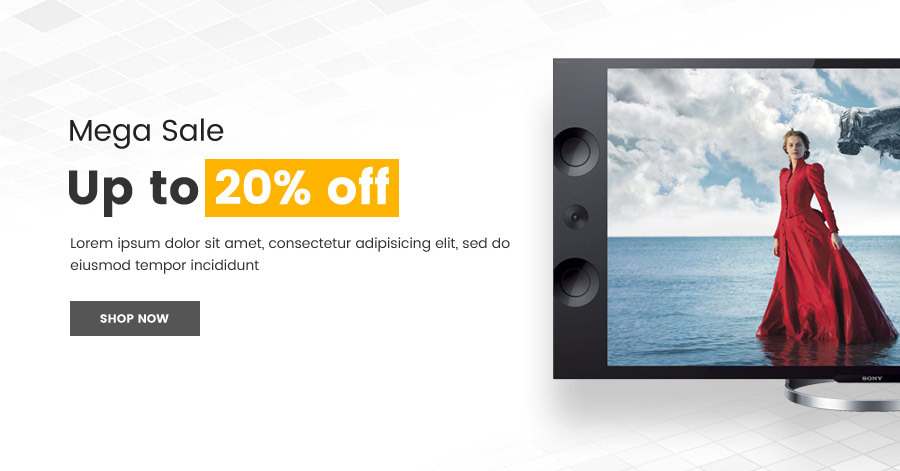 Mega Sale
Up to 20% off
Lorem ipsum dolor sit amet, consectetur adipisicing elit, sed do
eiusmod tempor incididunt
SHOP NOW
SONY